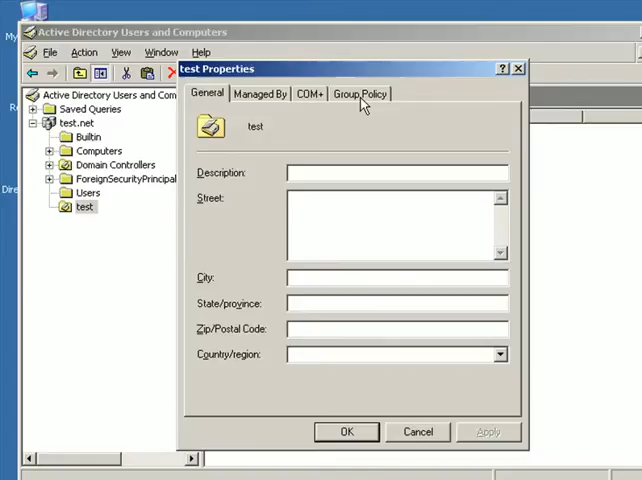 My
Active Directory Users and Computers
File Action View Window Help
test Properties
Active Directory Users and Com
Saved Queries
test.net
Builtin
Computers
Domain Controllers
ForeignSecurityPrincipal
Users
test
Dire
General Managed By COM+ Group Policy
test
Description:
Street:
City:
State/province:
Zip/Postal Code:
Country/region:
OK Cancel Apply